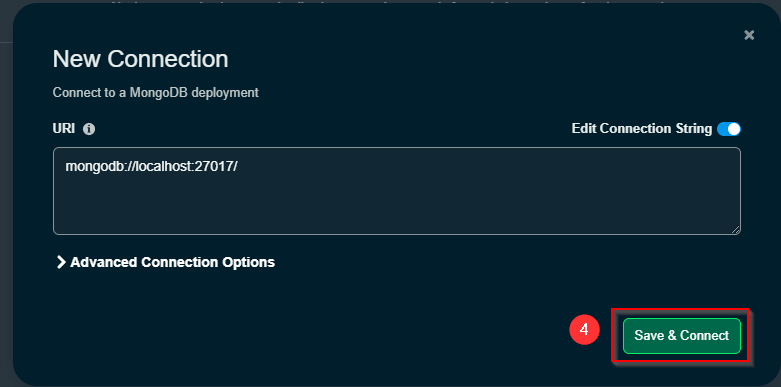 New Connection
Connect to a MongoDB deployment
URI
Edit Connection String
mongodb://localhost:27017/
Advanced Connection Options
4
Save & Connect